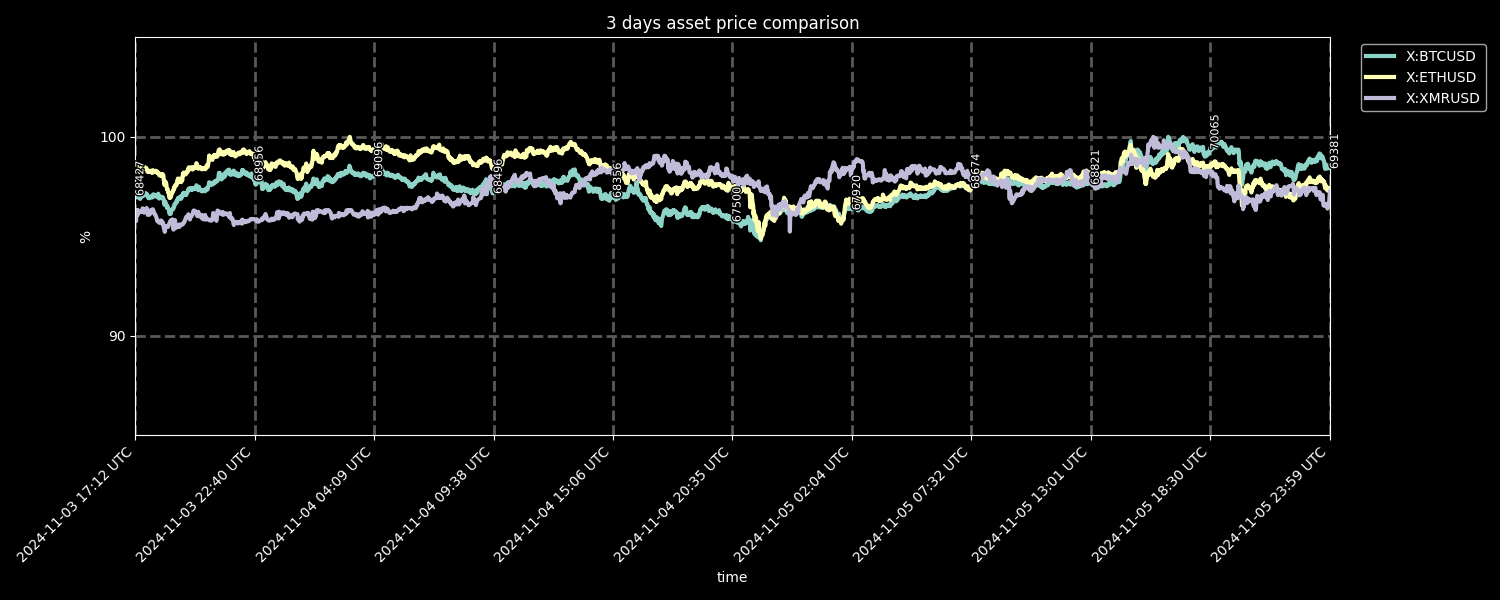 3 days asset price comparison
X:BTCUSD
X:ETHUSD
X:XMRUSD
100
90
%
68427
68956
69096
68496
68356
67500
67920
68674
68821
70065
69381
2024-11-03 17:12 UTC
2024-11-03 22:40 UTC
2024-11-04 04:09 UTC
2024-11-04 09:38 UTC
2024-11-04 15:06 UTC
2024-11-04 20:35 UTC
2024-11-05 02:04 UTC
2024-11-05 07:32 UTC
2024-11-05 13:01 UTC
2024-11-05 18:30 UTC
2024-11-05 23:59 UTC
time